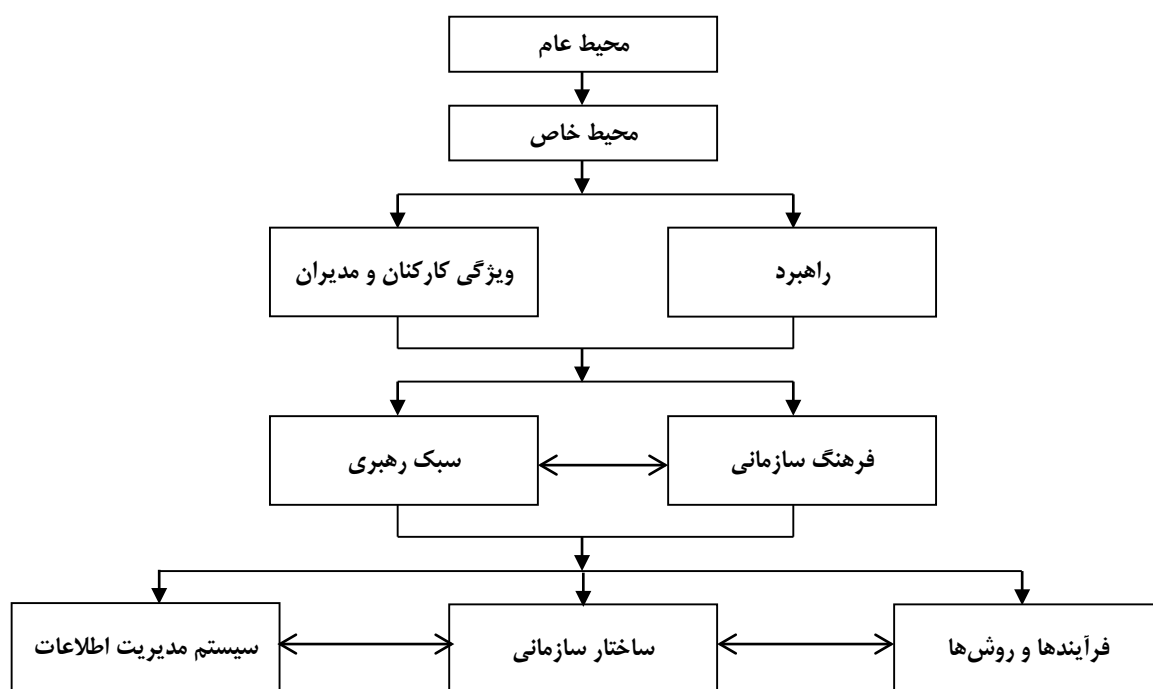 محیط عام
محیط خاص
راهبرد
ویژگی کارکنان و مدیران
فرهنگ سازمانی
سبک رهبری
فرآیندها و روش‌ها
ساختار سازمانی
سیستم مدیریت اطلاعات